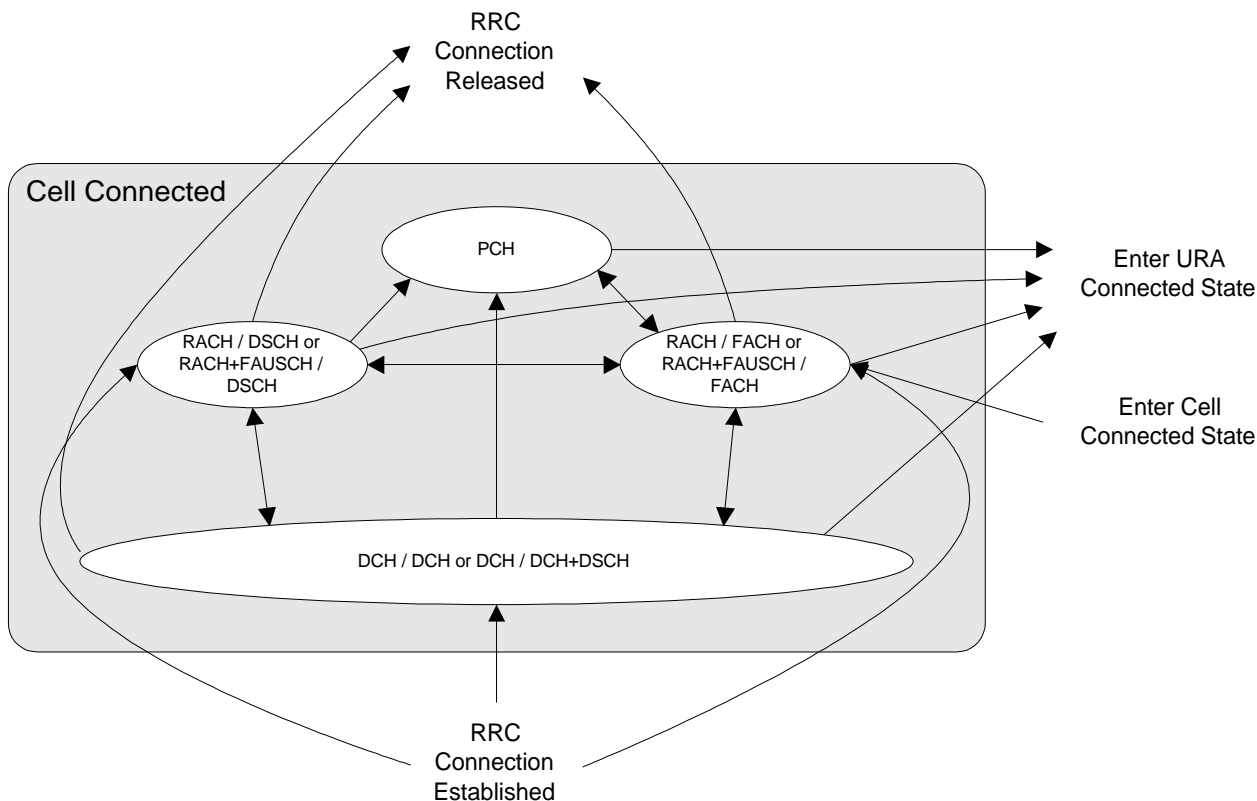 RRC
Connection
Released
Cell Connected
PCH
Enter URA
Connected State
RACH / DSCH or
RACH+FAUSCH /
DSCH
RACH / FACH or
RACH+FAUSCH /
FACH
Enter Cell
Connected State
DCH / DCH or DCH / DCH+DSCH
RRC
Connection
Established